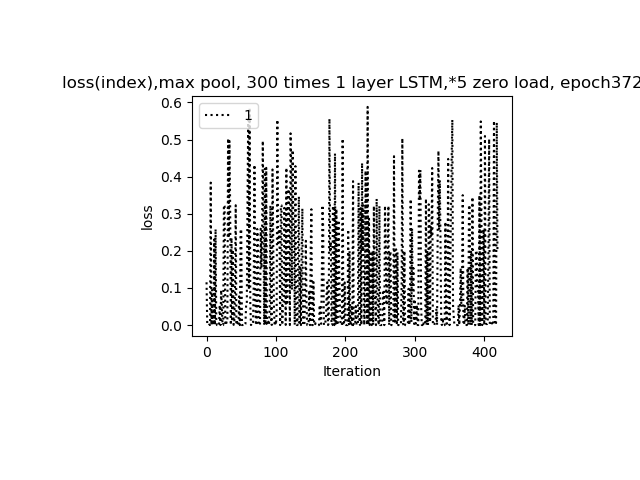 loss(index),max pool, 300 times 1 layer LSTM,*5 zero load, epoch372
0.6
0.5
0.4
0.3
0.2
0.1
0.0
loss
1
0 100 200 300 400
Iteration